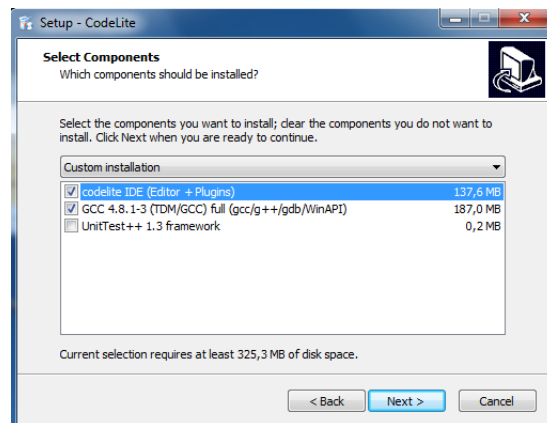 Setup - CodeLite
Select Components
Which components should be installed?
Select the components you want to install; clear the components you do not want to
install. Click Next when you are ready to continue.
Custom installation
codelite IDE (Editor + Plugins) 137,6 MB
GCC 4.8.1-3 (TDM/GCC) full (gcc/g++/gdb/WinAPI) 187,0 MB
UnitTest++ 1.3 framework 0,2 MB
Current selection requires at least 325,3 MB of disk space.
< Back Next > Cancel